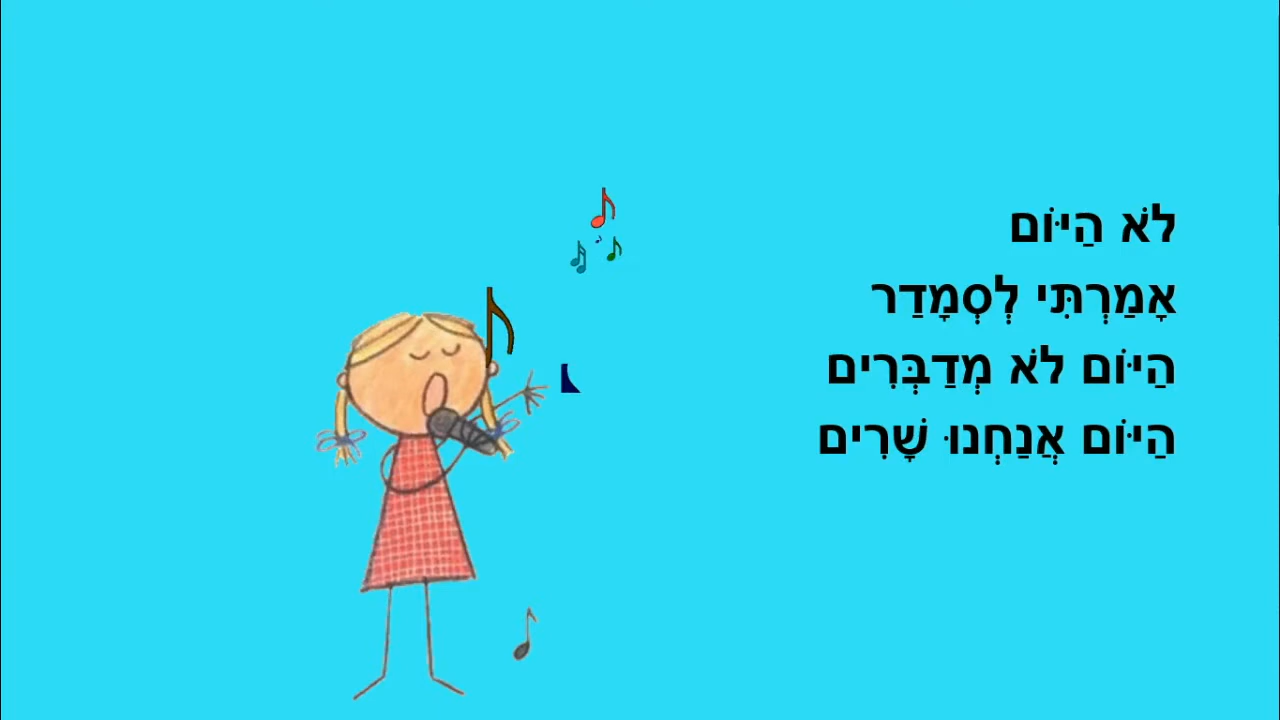 לֹא הַיּוֹם
אָמַרְתִּי לְסְמָדַר
הַיּוֹם לֹא מְדַבְּרִים
הַיּוֹם אֲנַחְנוּ שָׁרִים